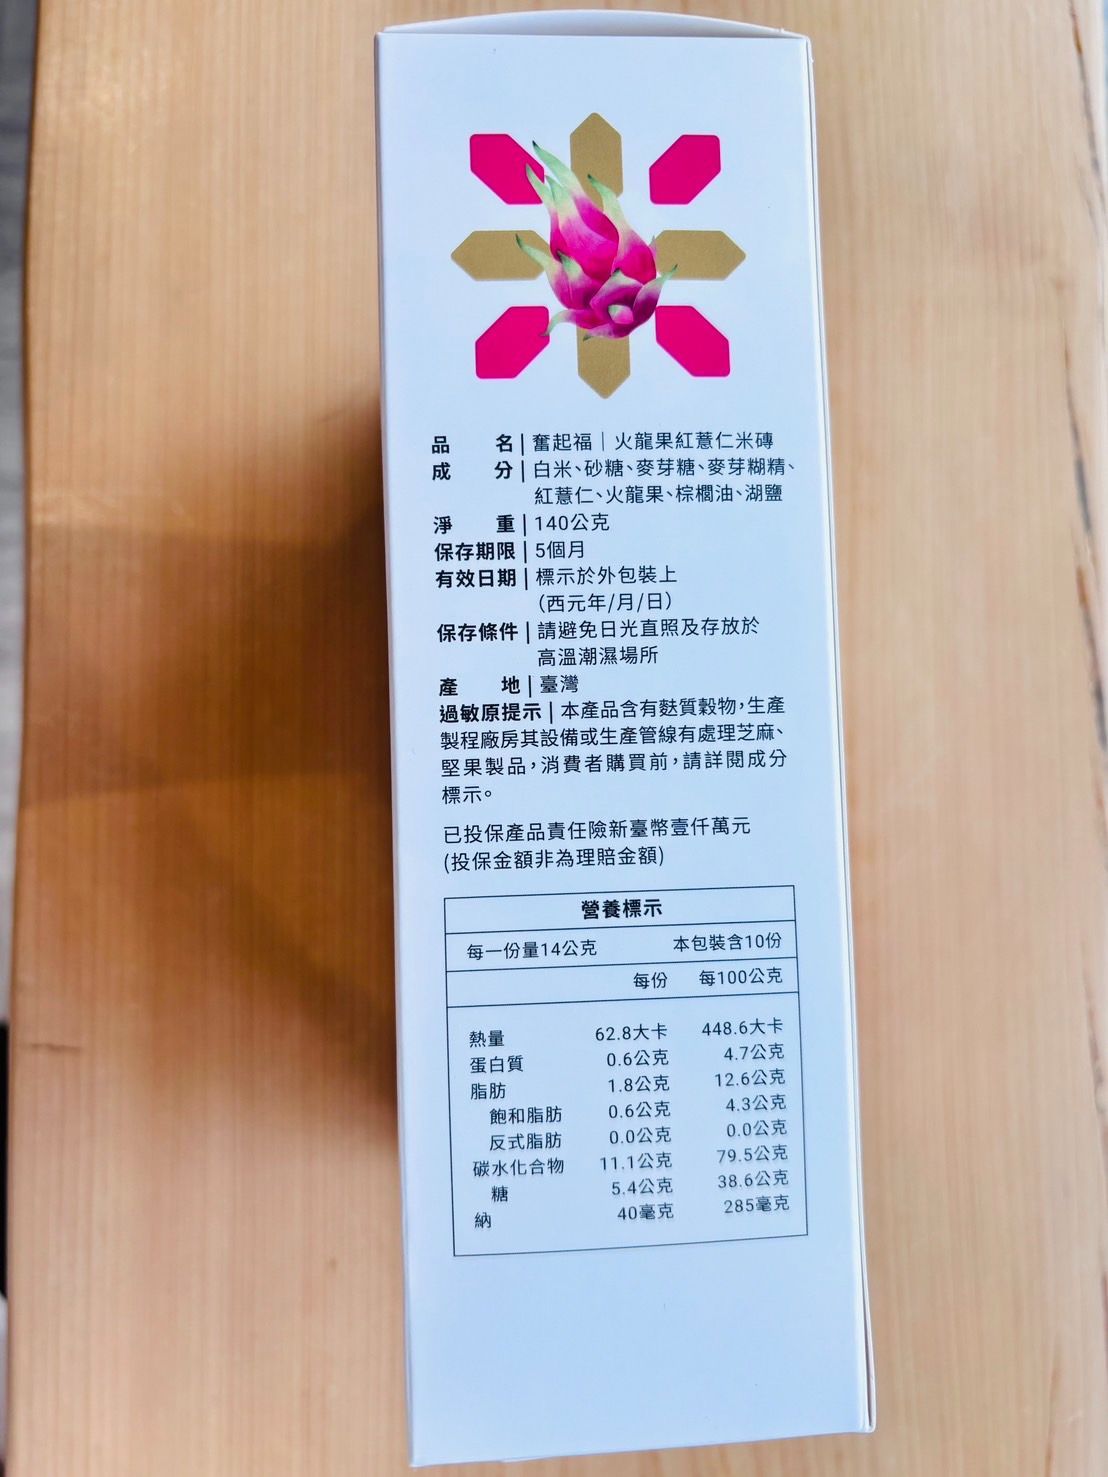 品 名|奮起福|火龍果紅薏仁米磚
成 分|白米、砂糖、麥芽糖、麥芽糊精、
紅薏仁、火龍果、棕櫚油、湖鹽
淨 重|140公克
保存期限|5個月
有效日期|標示於外包裝上
(西元年/月/日)
保存條件|請避免日光直照及存放於
高溫潮濕場所
產 地|臺灣
過敏原提示|本產品含有麩質穀物,生產
製程廠房其設備或生產管線有處理芝麻、
堅果製品,消費者購買前,請詳閱成分
標示。
已投保產品責任險新臺幣壹仟萬元
(投保金額非為理賠金額)
營養標示
每一份量14公克 本包裝含10份
每份 每100公克
熱量 62.8大卡 448.6大卡
蛋白質 0.6公克 4.7公克
脂肪 1.8公克 12.6公克
飽和脂肪 0.6公克 4.3公克
反式脂肪 0.0公克 0.0公克
碳水化合物 11.1公克 79.5公克
糖 5.4公克 38.6公克
納 40毫克 285毫克